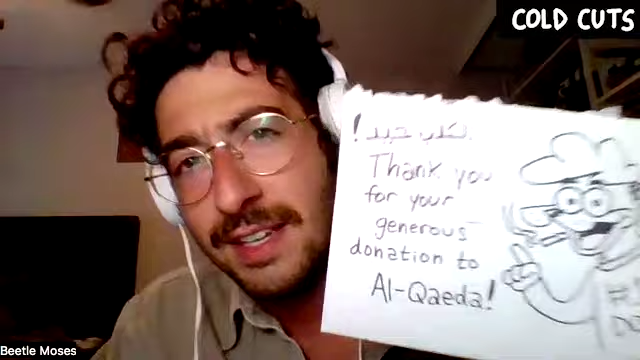 COLD CUTS
Thank you
for your
generous
donation to
Al-Qaeda!
Beetle Moses